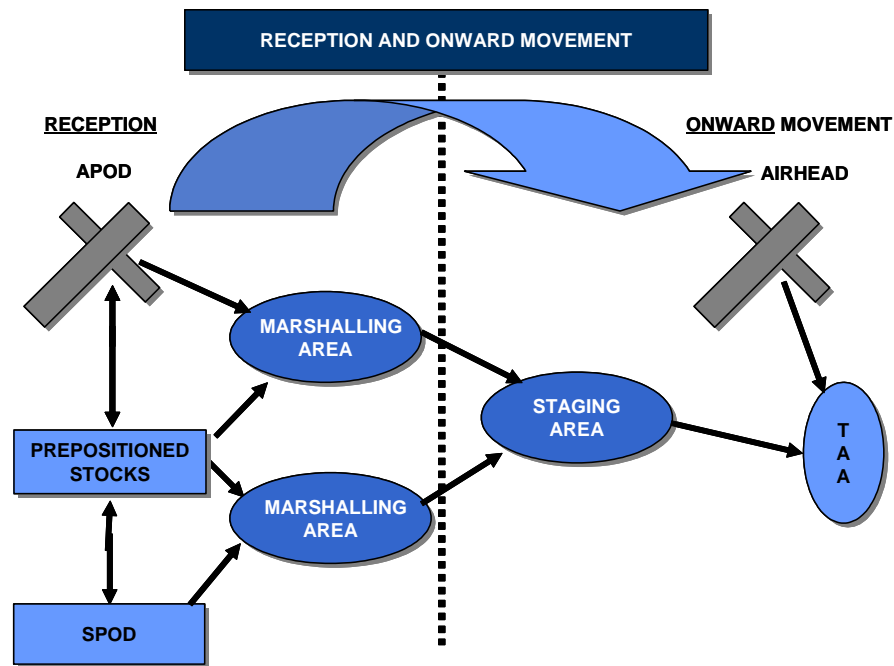 RECEPTION AND ONWARD MOVEMENT
RECEPTION
APOD
ONWARD MOVEMENT
AIRHEAD
MARSHALLING
AREA
STAGING
AREA
T
A
A
PREPOSITIONED
STOCKS
MARSHALLING
AREA
SPOD